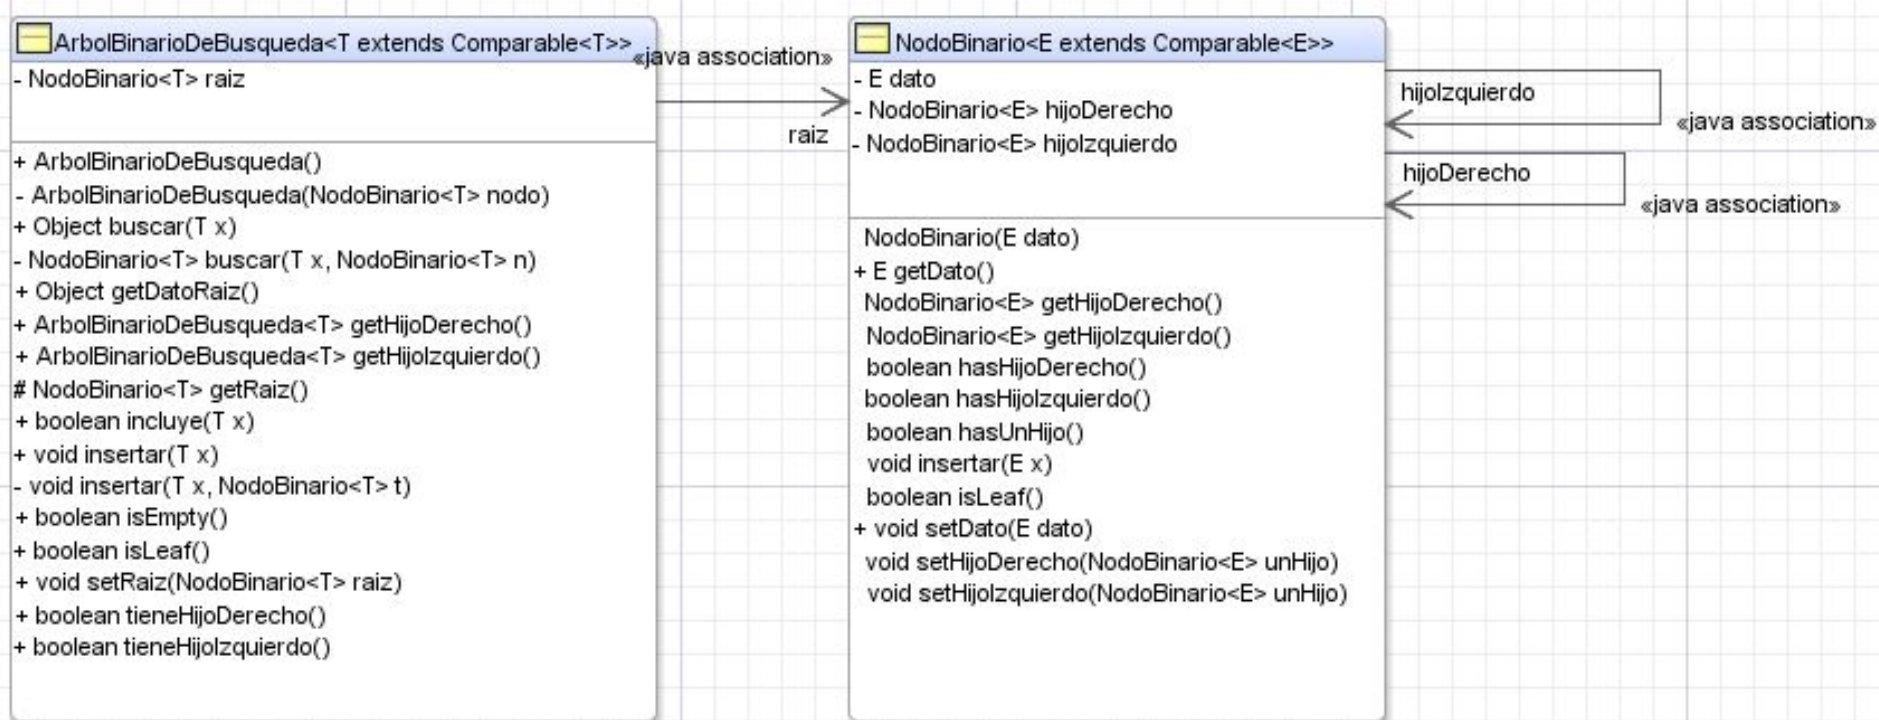 ArbolBinarioDeBusqueda<T extends Comparable<T>>
- NodoBinario<T> raiz
+ ArbolBinarioDeBusqueda()
- ArbolBinarioDeBusqueda(NodoBinario<T> nodo)
+ Object buscar(T x)
- NodoBinario<T> buscar(T x, NodoBinario<T> n)
+ Object getDatoRaiz()
+ ArbolBinarioDeBusqueda<T> getHijoDerecho()
+ ArbolBinarioDeBusqueda<T> getHijoIzquierdo()
# NodoBinario<T> getRaiz()
+ boolean incluye(T x)
+ void insertar(T x)
- void insertar(T x, NodoBinario<T> t)
+ boolean isEmpty()
+ boolean isLeaf()
+ void setRaiz(NodoBinario<T> raiz)
+ boolean tieneHijoDerecho()
+ boolean tieneHijoIzquierdo()
«java association»
raiz
NodoBinario<E extends Comparable<E>>
- E dato
- NodoBinario<E> hijoDerecho
- NodoBinario<E> hijoIzquierdo
NodoBinario(E dato)
+ E getDato()
NodoBinario<E> getHijoDerecho()
NodoBinario<E> getHijoIzquierdo()
boolean hasHijoDerecho()
boolean hasHijoIzquierdo()
boolean hasUnHijo()
void insertar(E x)
boolean isLeaf()
+ void setDato(E dato)
void setHijoDerecho(NodoBinario<E> unHijo)
void setHijoIzquierdo(NodoBinario<E> unHijo)
hijoIzquierdo
«java association»
hijoDerecho
«java association»